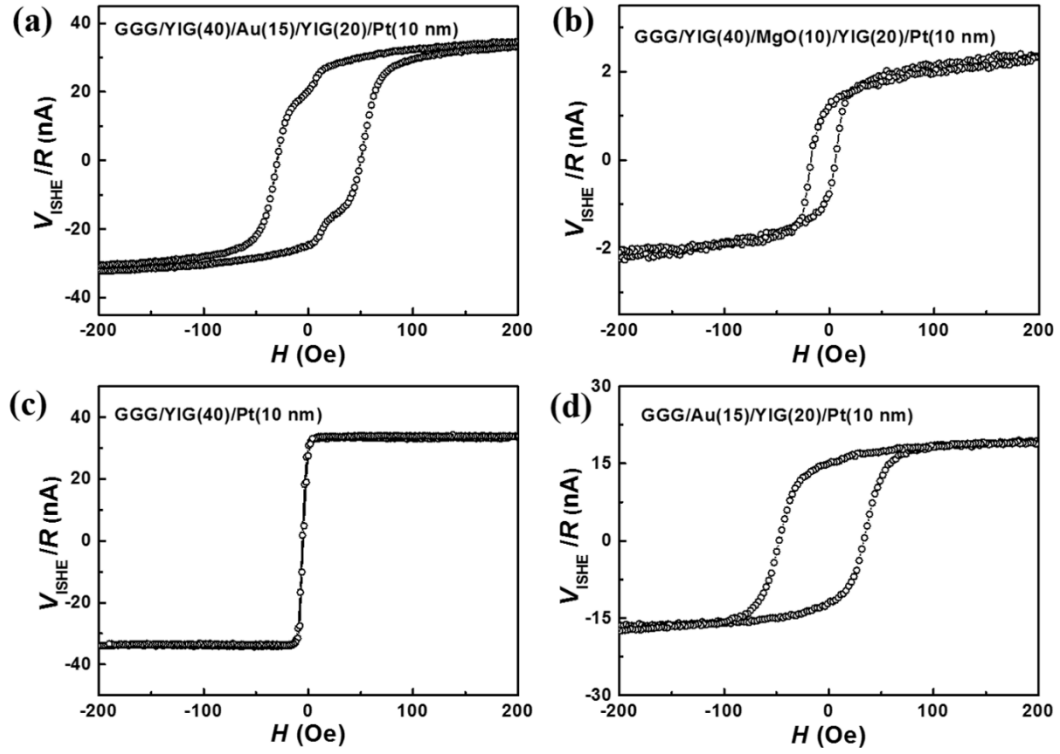 (a)
GGG/YIG(40)/Au(15)/YIG(20)/Pt(10 nm)
40
20
0
-20
-40
V_ISHE/R (nA)
-200 -100 0 100 200
H (Oe)
(b)
GGG/YIG(40)/MgO(10)/YIG(20)/Pt(10 nm)
2
0
-2
V_ISHE/R (nA)
-200 -100 0 100 200
H (Oe)
(c)
GGG/YIG(40)/Pt(10 nm)
40
20
0
-20
-40
V_ISHE/R (nA)
-200 -100 0 100 200
H (Oe)
(d)
GGG/Au(15)/YIG(20)/Pt(10 nm)
30
15
0
-15
-30
V_ISHE/R (nA)
-200 -100 0 100 200
H (Oe)